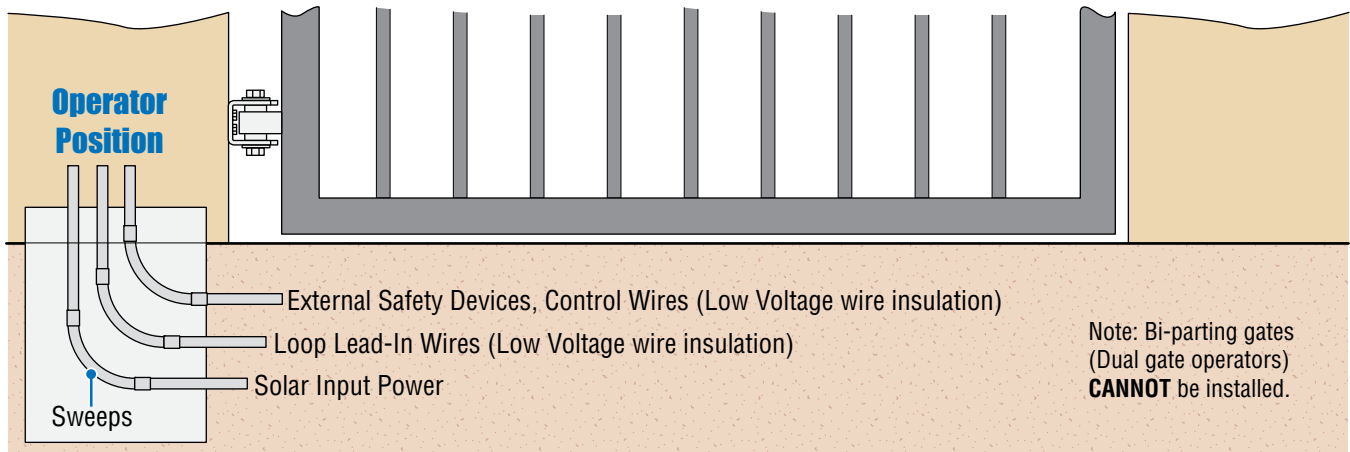 Operator
Position
External Safety Devices, Control Wires (Low Voltage wire insulation)
Loop Lead-In Wires (Low Voltage wire insulation)
Solar Input Power
Sweeps
Note: Bi-parting gates
(Dual gate operators)
CANNOT be installed.